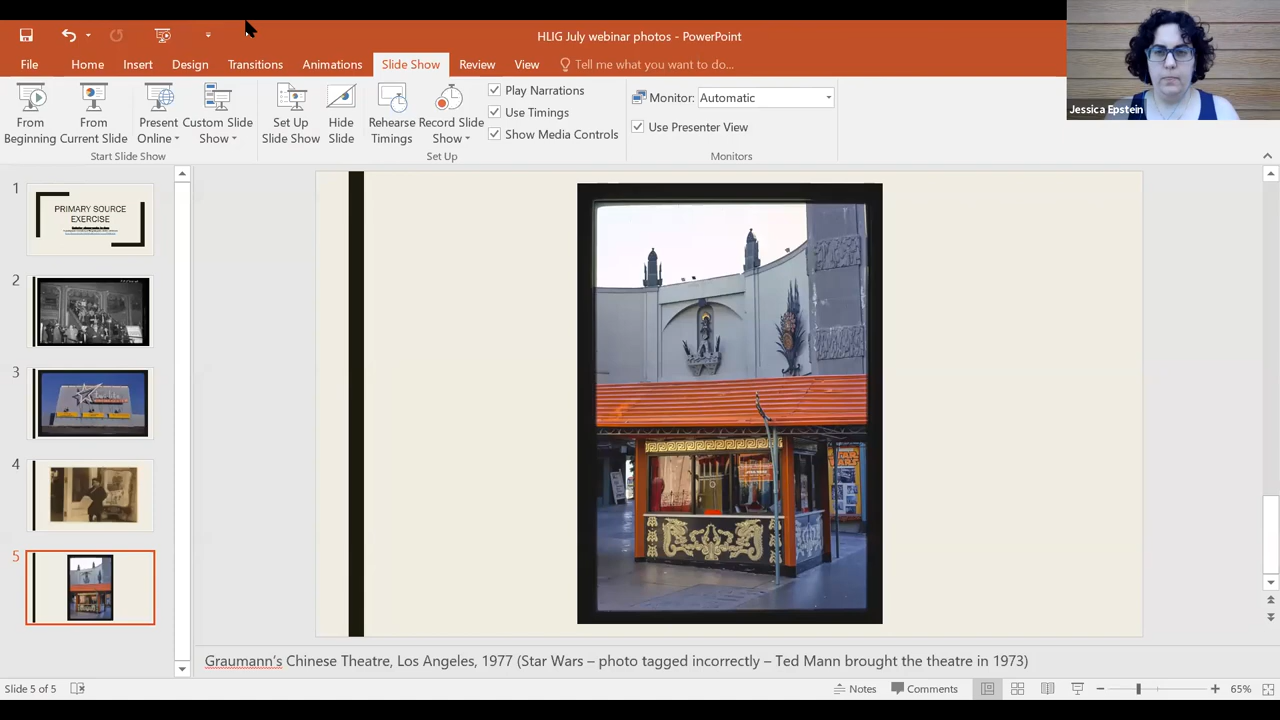 HLIG July webinar photos - PowerPoint
File Home Insert Design Transitions Animations Slide Show Review View Tell me what you want to do...
From Beginning
From Current Slide
Present Online
Custom Slide Show
Start Slide Show
Set Up Slide Show
Hide Slide
Rehearse Timings
Record Slide Show
Play Narrations
Use Timings
Show Media Controls
Set Up
Monitor: Automatic
Use Presenter View
Monitors
Jessica Epstein
1
PRIMARY SOURCE
EXERCISE
2
3
4
5
STAR
WARS
Graumann's Chinese Theatre, Los Angeles, 1977 (Star Wars – photo tagged incorrectly – Ted Mann brought the theatre in 1973)
Slide 5 of 5 Notes Comments 65%